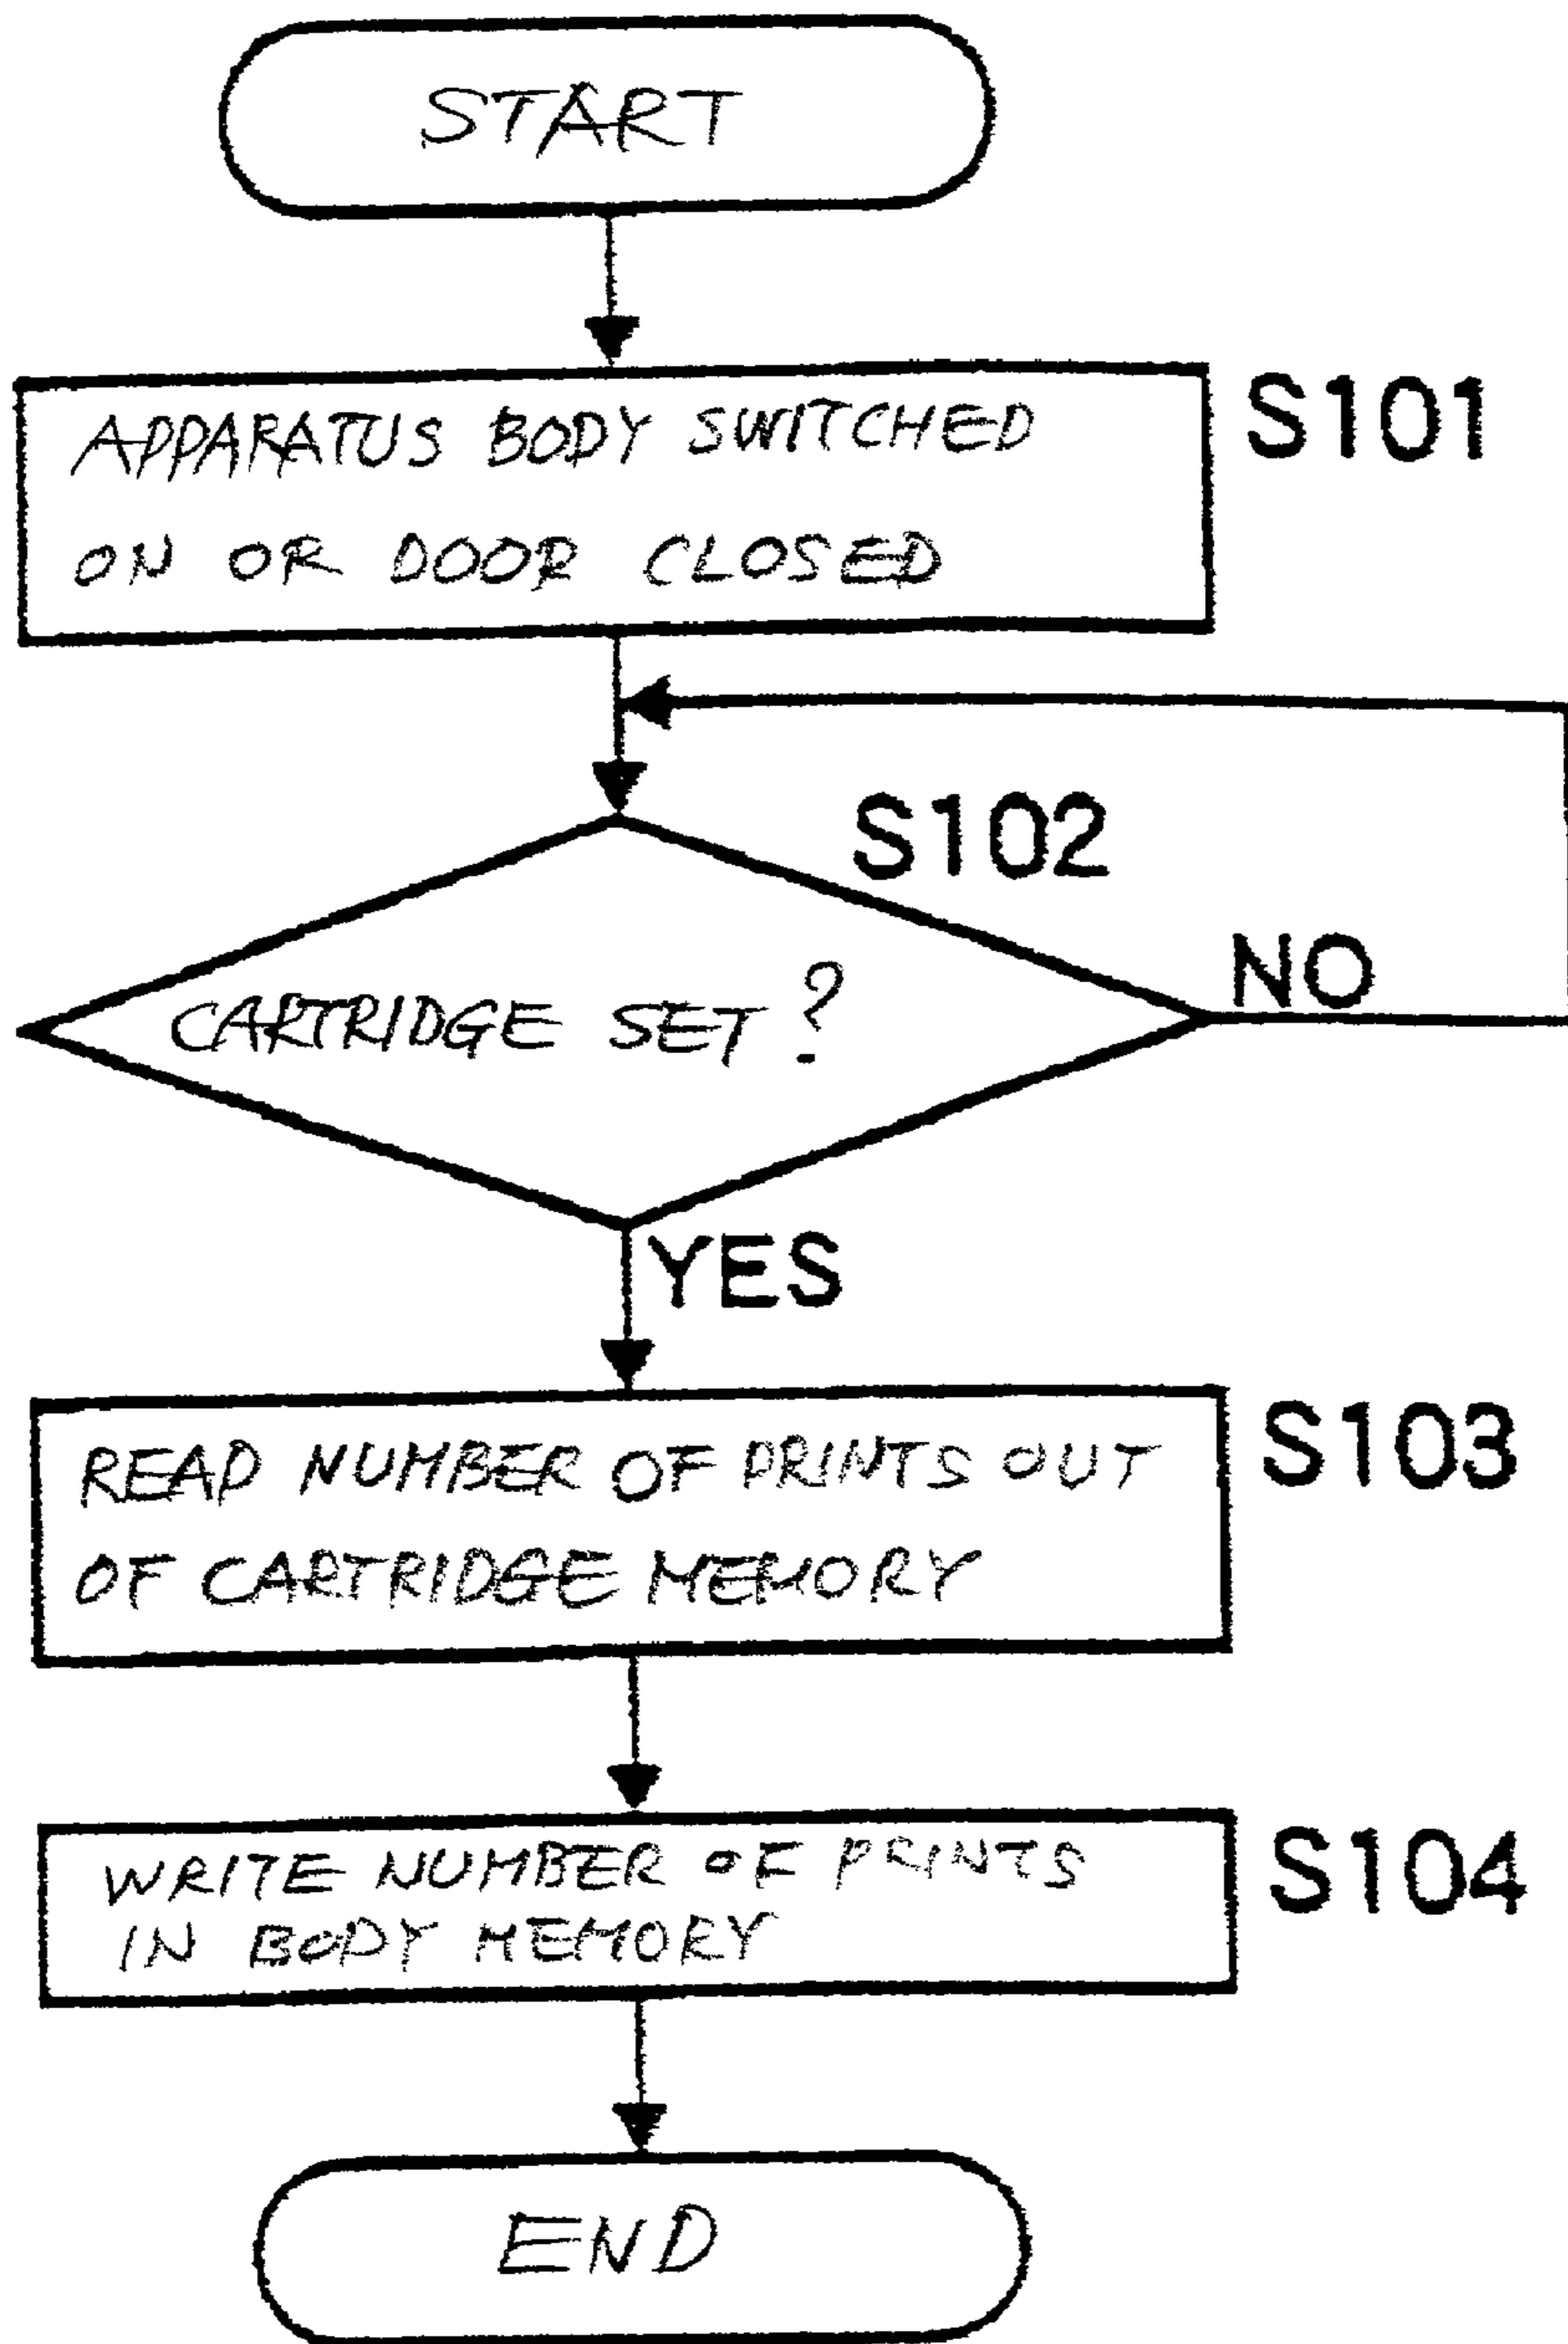 START
APPARATUS BODY SWITCHED
ON OR DOOR CLOSED
S101
S102
CARTRIDGE SET?
NO
YES
READ NUMBER OF PRINTS OUT
OF CARTRIDGE MEMORY
S103
WRITE NUMBER OF PRINTS
IN BODY MEMORY
S104
END